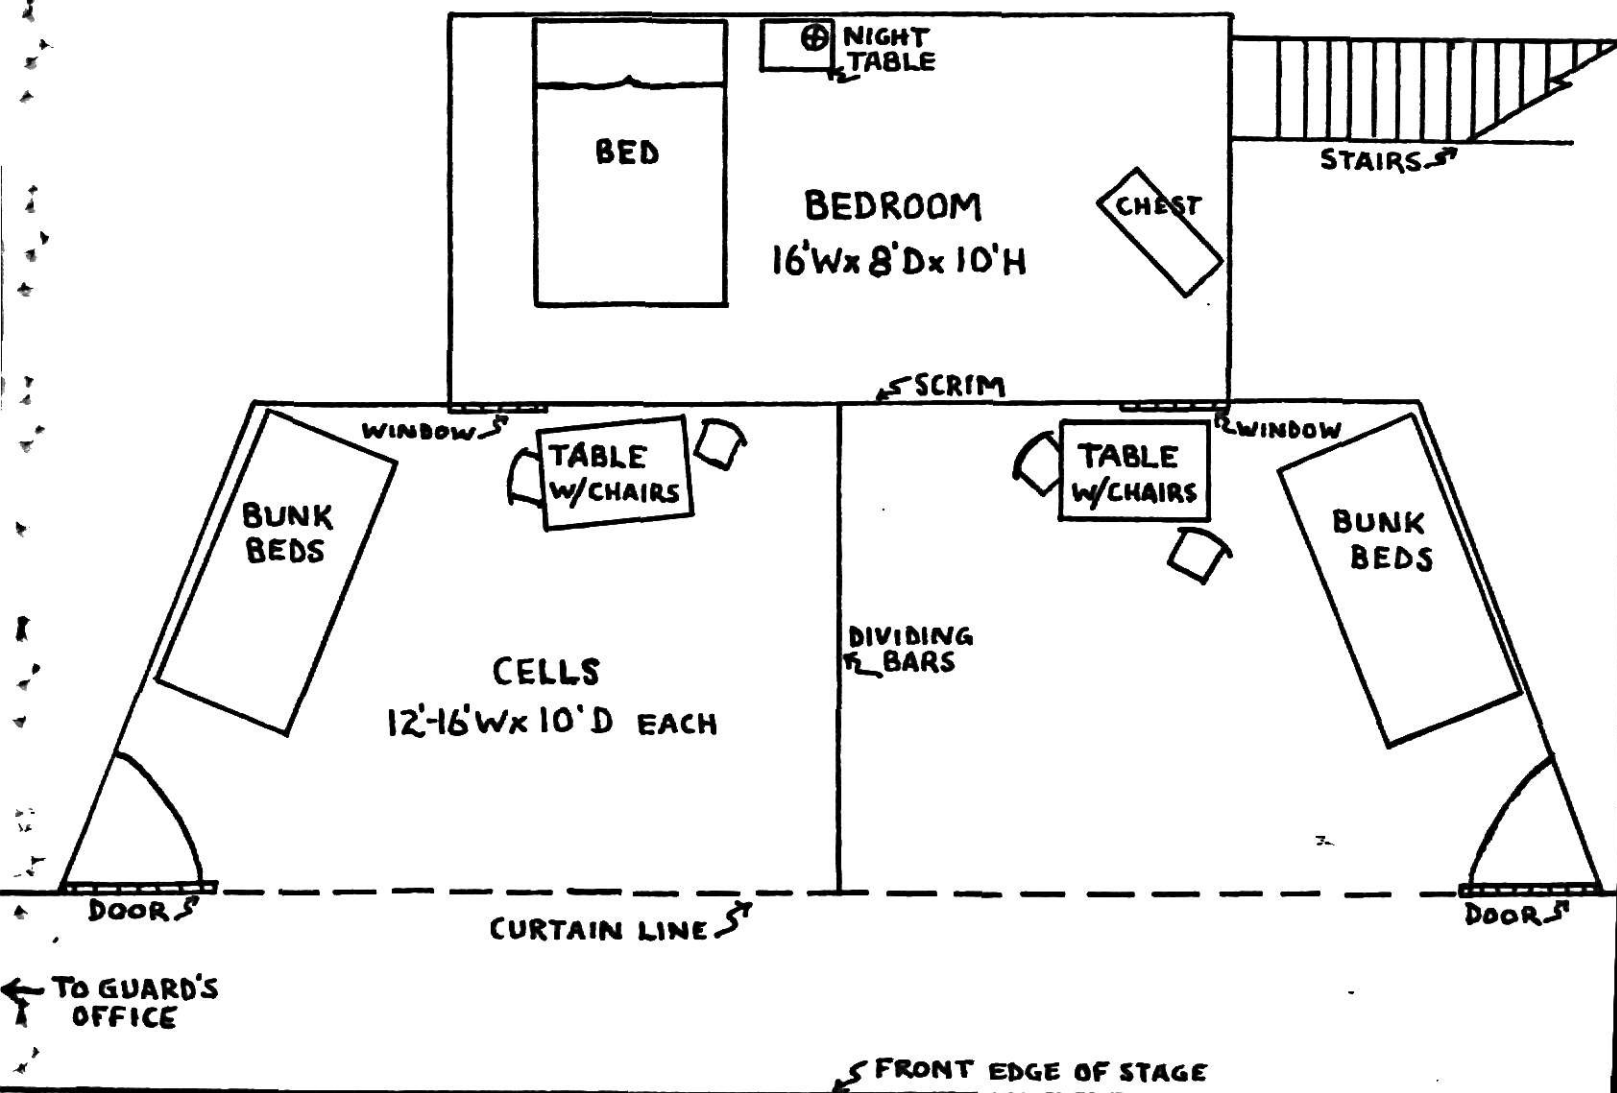 NIGHT
TABLE
BED
STAIRS
BEDROOM
CHEST
16'W x 8'D x 10'H
SCRIM
WINDOW
WINDOW
TABLE
W/CHAIRS
TABLE
W/CHAIRS
BUNK
BEDS
BUNK
BEDS
DIVIDING
BARS
CELLS
12'-16'W x 10'D EACH
DOOR
DOOR
CURTAIN LINE
TO GUARD'S
OFFICE
FRONT EDGE OF STAGE